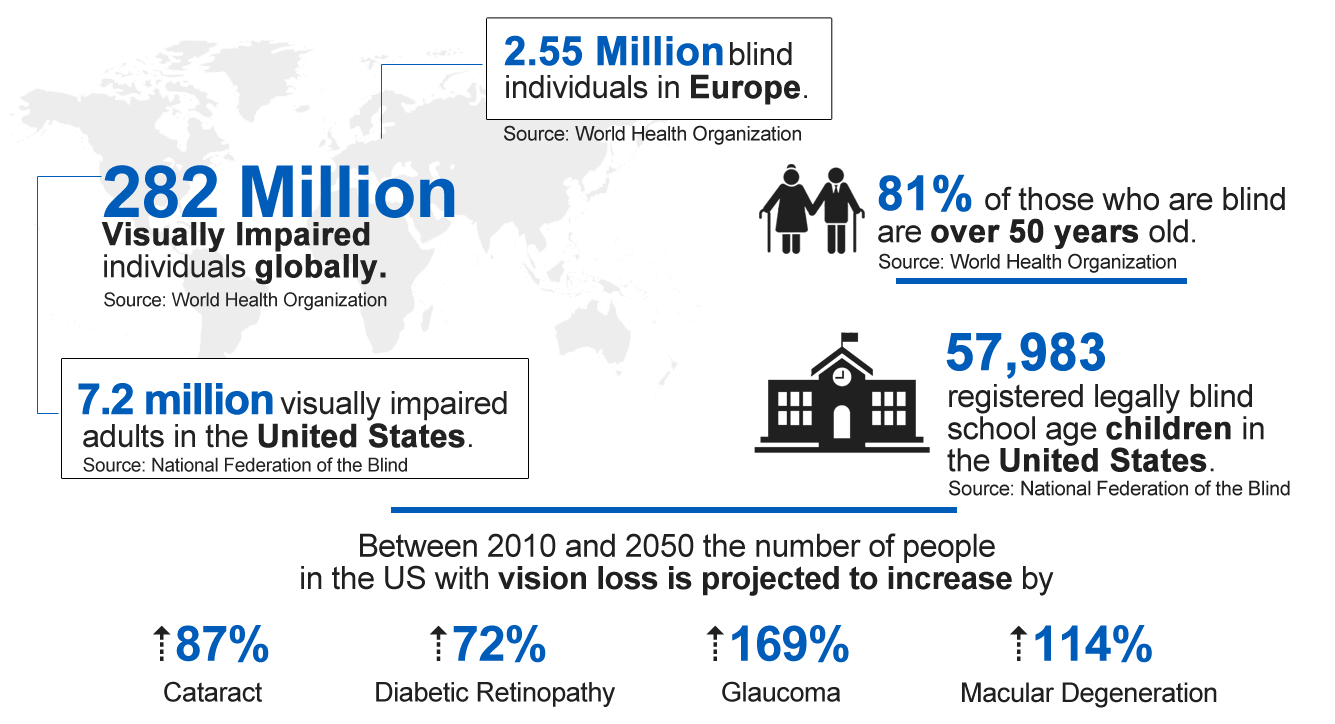 2.55 Million blind
individuals in Europe.
Source: World Health Organization
282 Million
Visually Impaired
individuals globally.
Source: World Health Organization
7.2 million visually impaired
adults in the United States.
Source: National Federation of the Blind
81% of those who are blind
are over 50 years old.
Source: World Health Organization
57,983
registered legally blind
school age children in
the United States.
Source: National Federation of the Blind
Between 2010 and 2050 the number of people
in the US with vision loss is projected to increase by
87%
Cataract
72%
Diabetic Retinopathy
169%
Glaucoma
114%
Macular Degeneration